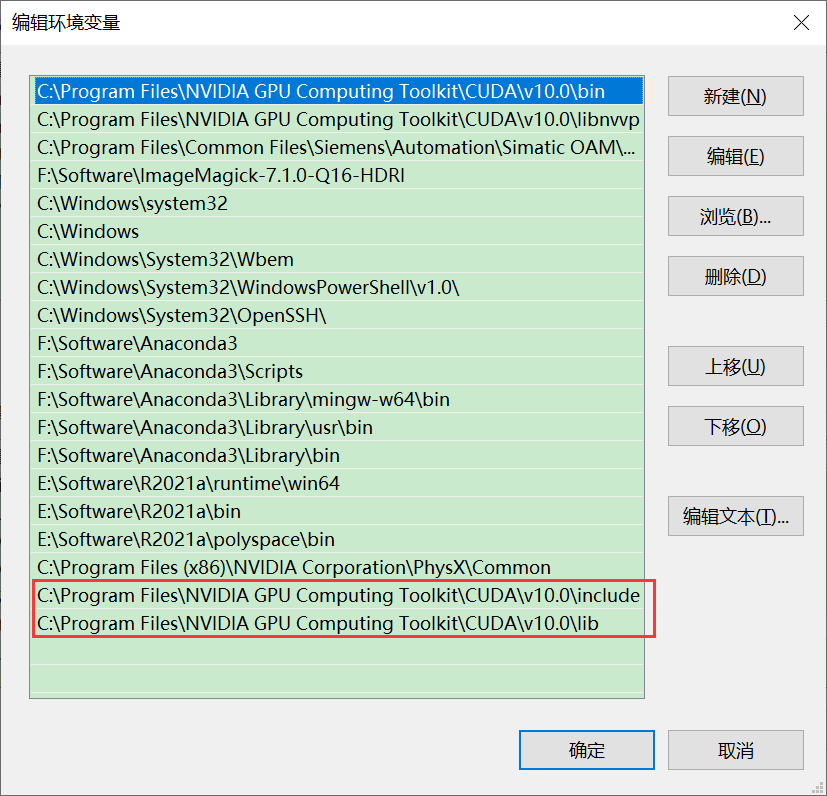 编辑环境变量
C:\Program Files\NVIDIA GPU Computing Toolkit\CUDA\v10.0\bin
C:\Program Files\NVIDIA GPU Computing Toolkit\CUDA\v10.0\libnvvp
C:\Program Files\Common Files\Siemens\Automation\Simatic OAM\...
F:\Software\ImageMagick-7.1.0-Q16-HDRI
C:\Windows\system32
C:\Windows
C:\Windows\System32\Wbem
C:\Windows\System32\WindowsPowerShell\v1.0\
C:\Windows\System32\OpenSSH\
F:\Software\Anaconda3
F:\Software\Anaconda3\Scripts
F:\Software\Anaconda3\Library\mingw-w64\bin
F:\Software\Anaconda3\Library\usr\bin
F:\Software\Anaconda3\Library\bin
E:\Software\R2021a\runtime\win64
E:\Software\R2021a\bin
E:\Software\R2021a\polyspace\bin
C:\Program Files (x86)\NVIDIA Corporation\PhysX\Common
C:\Program Files\NVIDIA GPU Computing Toolkit\CUDA\v10.0\include
C:\Program Files\NVIDIA GPU Computing Toolkit\CUDA\v10.0\lib
新建(N)
编辑(E)
浏览(B)...
删除(D)
上移(U)
下移(O)
编辑文本(T)...
确定
取消